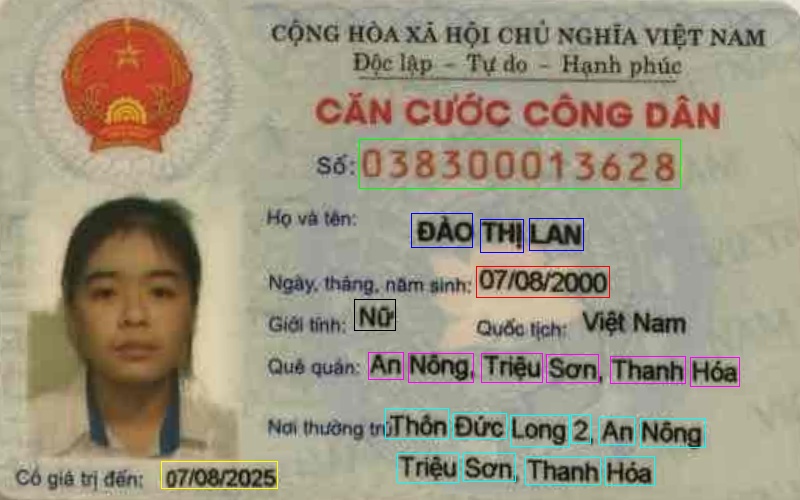 CỘNG HÒA XÃ HỘI CHỦ NGHĨA VIỆT NAM
Độc lập - Tự do - Hạnh phúc
CĂN CƯỚC CÔNG DÂN
Số: 038300013628
Họ và tên: ĐÀO THỊ LAN
Ngày, tháng, năm sinh: 07/08/2000
Giới tính: Nữ Quốc tịch: Việt Nam
Quê quán: An Nông, Triệu Sơn, Thanh Hóa
Nơi thường trú: Thôn Đức Long 2, An Nông
Triệu Sơn, Thanh Hóa
Có giá trị đến: 07/08/2025